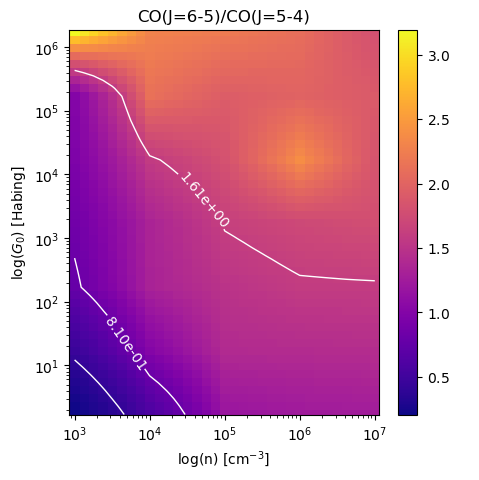 CO(J=6-5)/CO(J=5-4)
log(G₀) [Habing]
10⁶
10⁵
10⁴
10³
10²
10¹
1.61e+00
8.10e-01
10³ 10⁴ 10⁵ 10⁶ 10⁷
log(n) [cm⁻³]
3.0
2.5
2.0
1.5
1.0
0.5